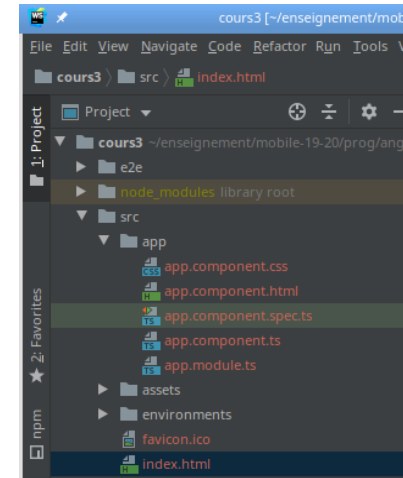 WS cours3 [~/enseignement/mob
File Edit View Navigate Code Refactor Run Tools
cours3 src index.html
1: Project
Project
cours3 ~/enseignement/mobile-19-20/prog/ang
e2e
node_modules library root
src
app
CSS app.component.css
H app.component.html
TS app.component.spec.ts
TS app.component.ts
TS app.module.ts
assets
environments
favicon.ico
H index.html
2: Favorites
npm